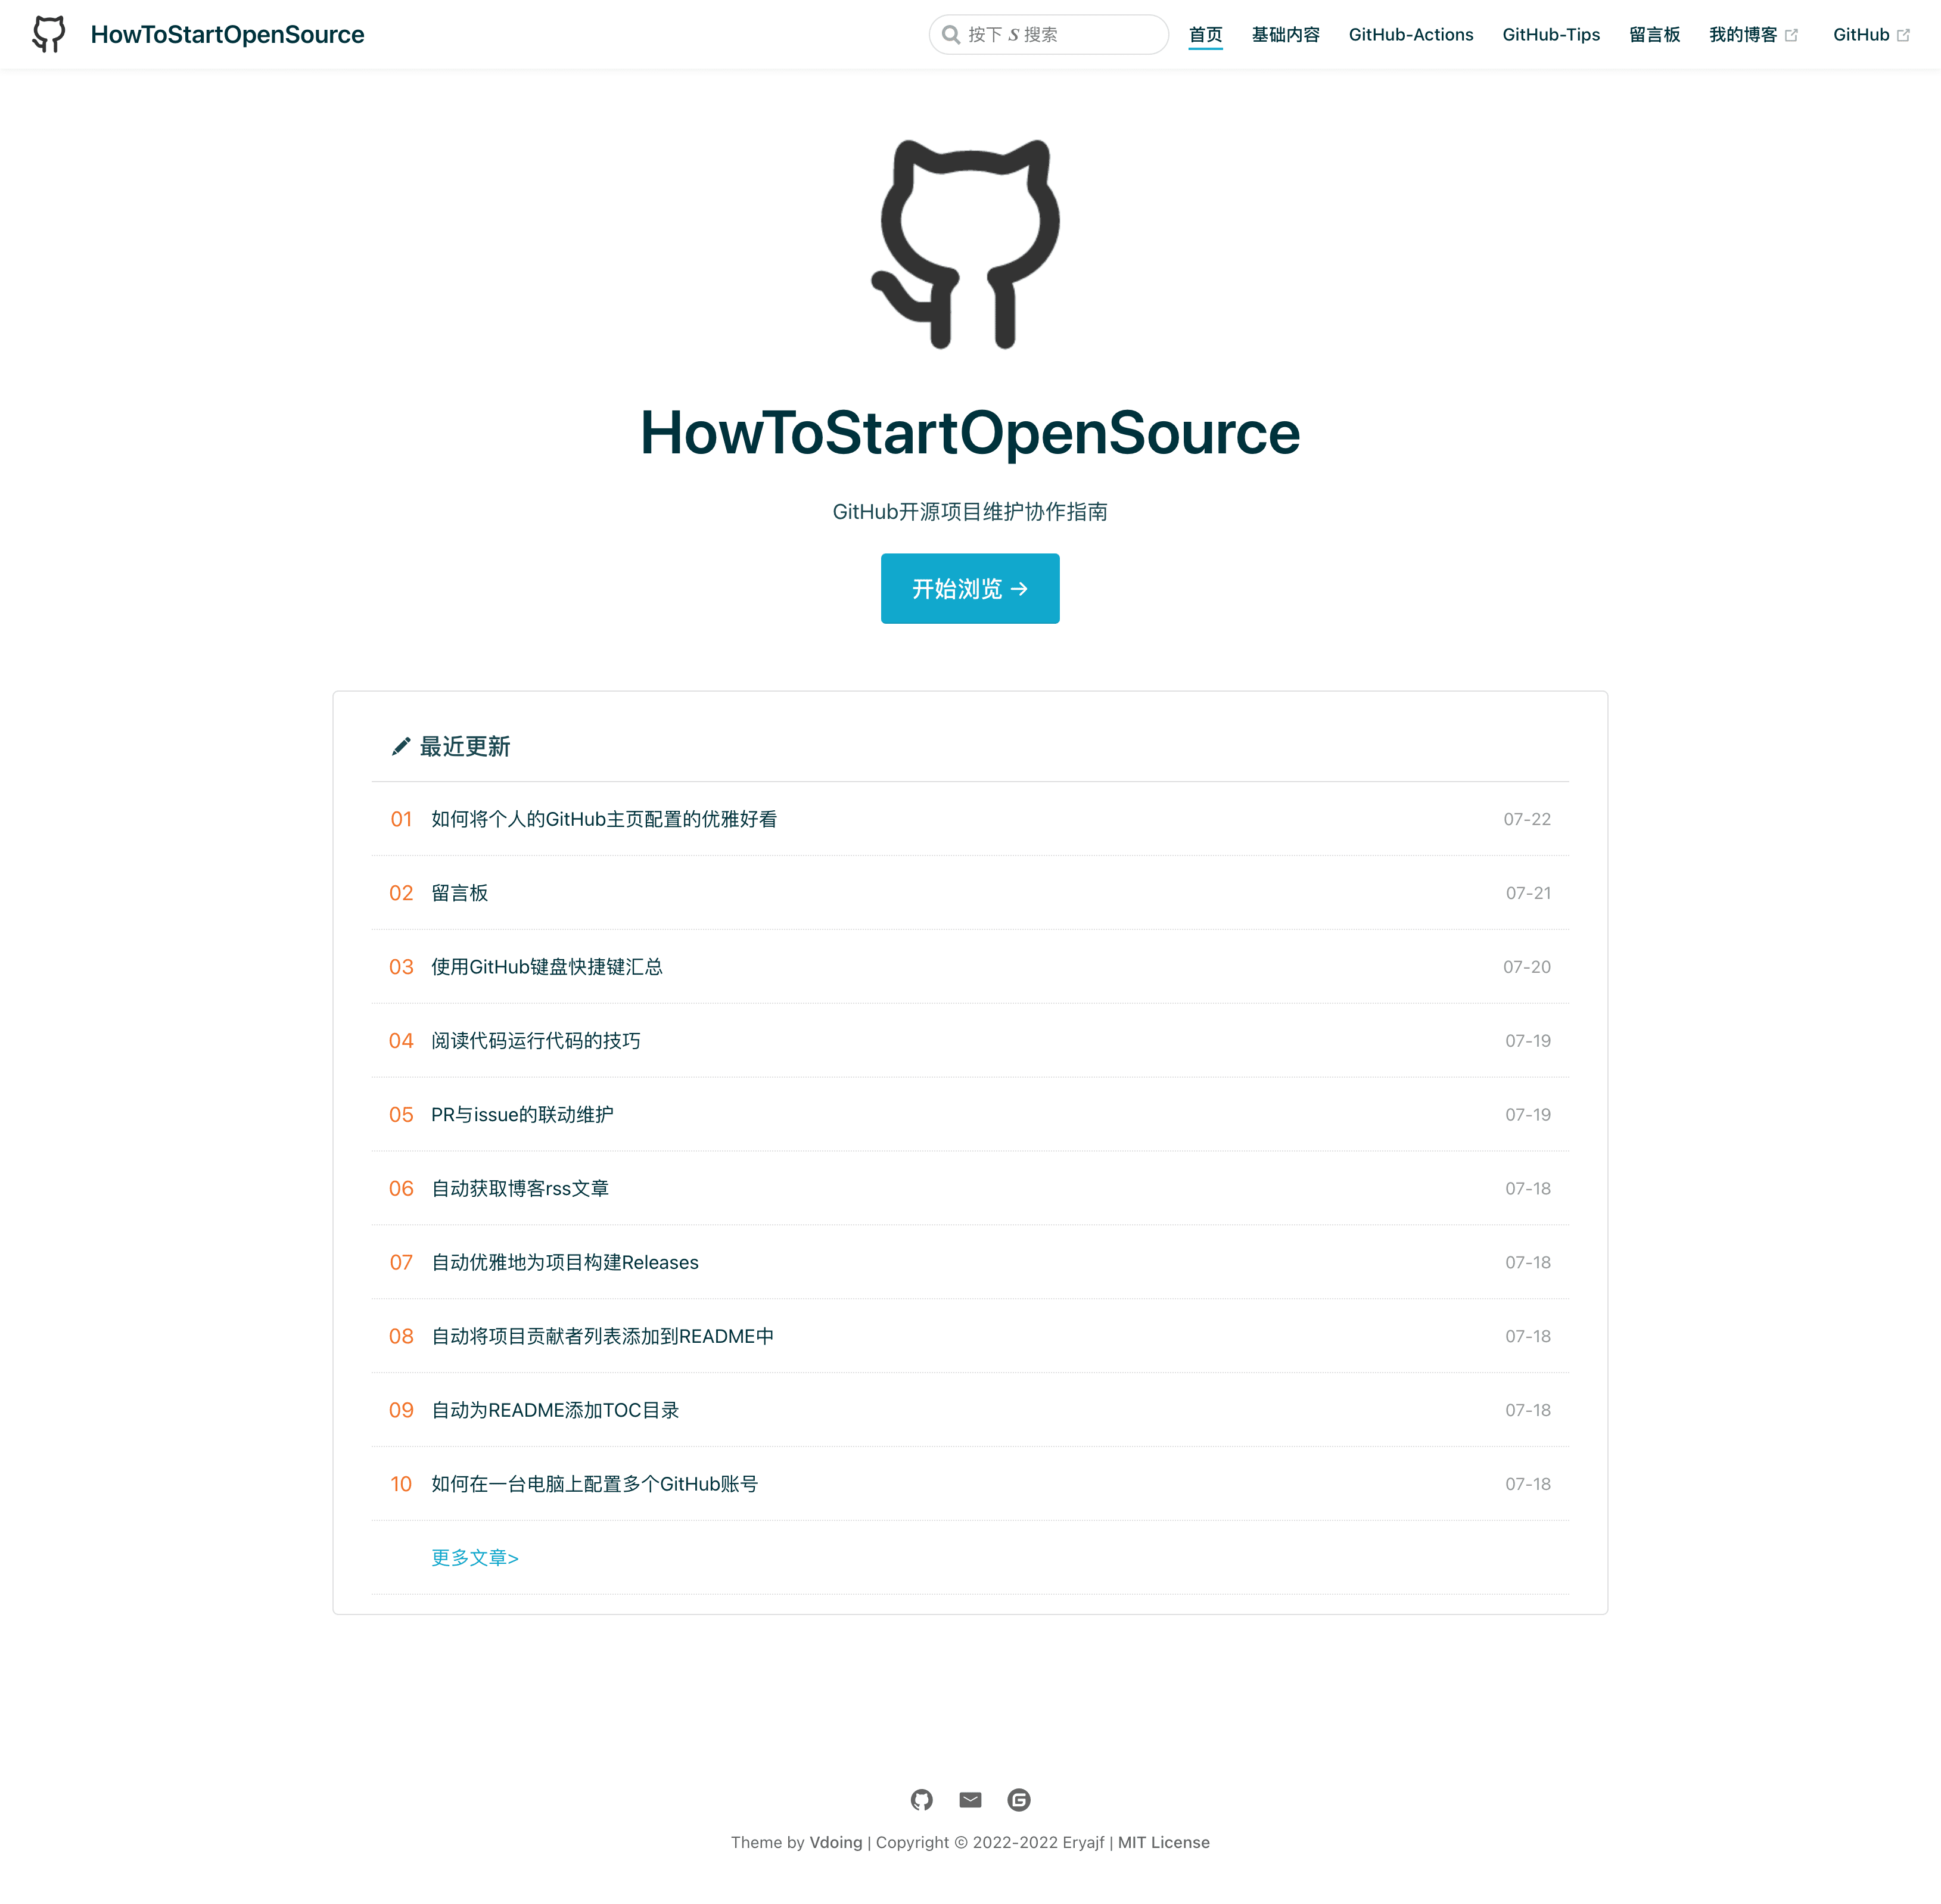 HowToStartOpenSource
按下 S 搜索
首页 基础内容 GitHub-Actions GitHub-Tips 留言板 我的博客 GitHub
HowToStartOpenSource
GitHub开源项目维护协作指南
开始浏览 →
最近更新
01 如何将个人的GitHub主页配置的优雅好看 07-22
02 留言板 07-21
03 使用GitHub键盘快捷键汇总 07-20
04 阅读代码运行代码的技巧 07-19
05 PR与issue的联动维护 07-19
06 自动获取博客rss文章 07-18
07 自动优雅地为项目构建Releases 07-18
08 自动将项目贡献者列表添加到README中 07-18
09 自动为README添加TOC目录 07-18
10 如何在一台电脑上配置多个GitHub账号 07-18
更多文章>
Theme by Vdoing | Copyright © 2022-2022 Eryajf | MIT License